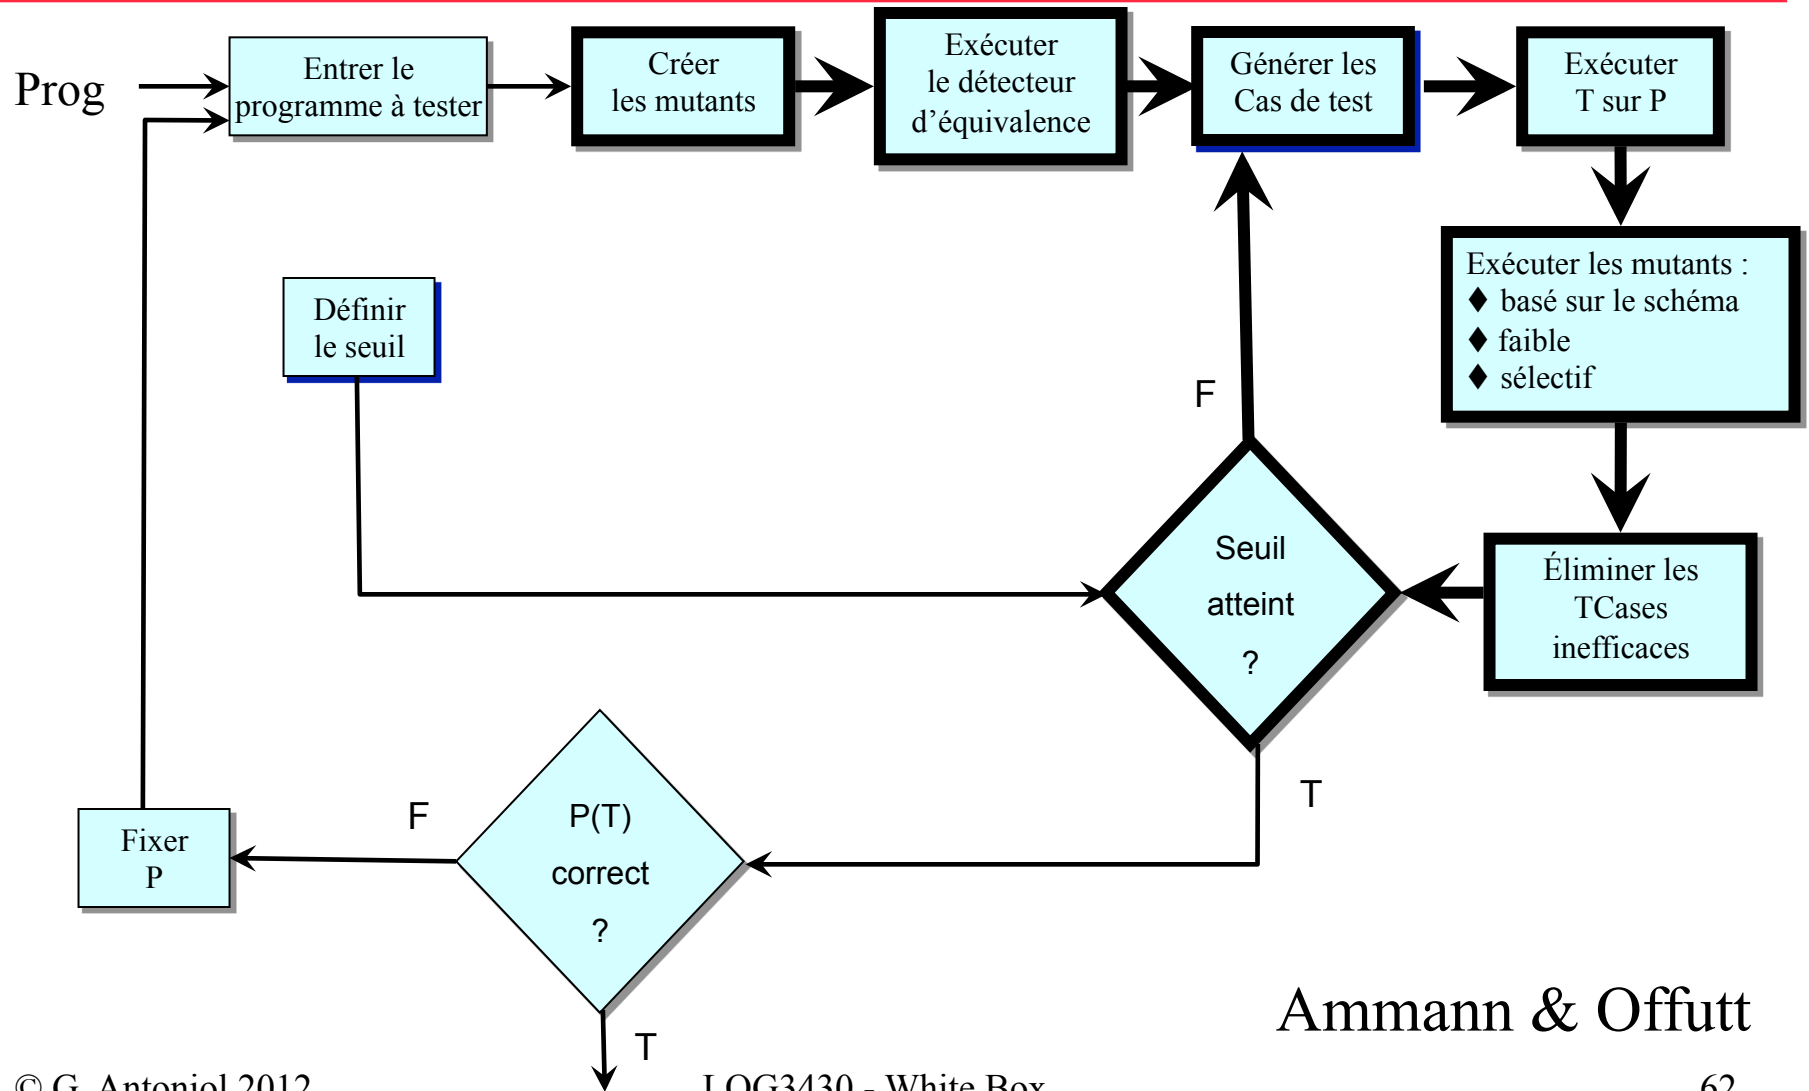 Prog
Entrer le
programme à tester
Créer
les mutants
Exécuter
le détecteur
d'équivalence
Générer les
Cas de test
Exécuter
T sur P
Exécuter les mutants :
♦ basé sur le schéma
♦ faible
♦ sélectif
Définir
le seuil
F
Seuil
atteint
?
Éliminer les
TCases
inefficaces
T
P(T)
correct
?
F
Fixer
P
T
Ammann & Offutt
© G. Antoniol 2012
LOG3430 - White Box
62